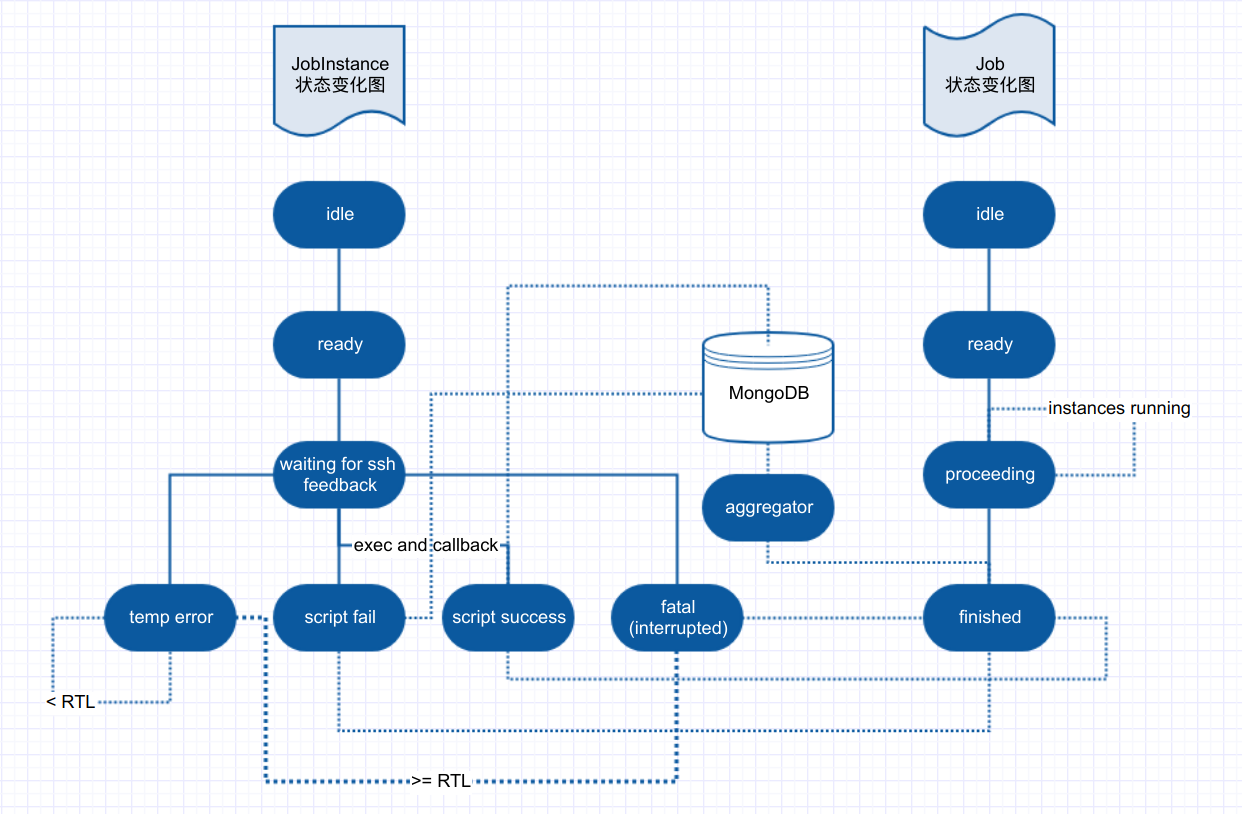 JobInstance
状态变化图
Job
状态变化图
idle
idle
ready
ready
MongoDB
instances running
waiting for ssh
feedback
proceeding
aggregator
exec and callback
temp error
script fail
script success
fatal
(interrupted)
finished
< RTL
>= RTL